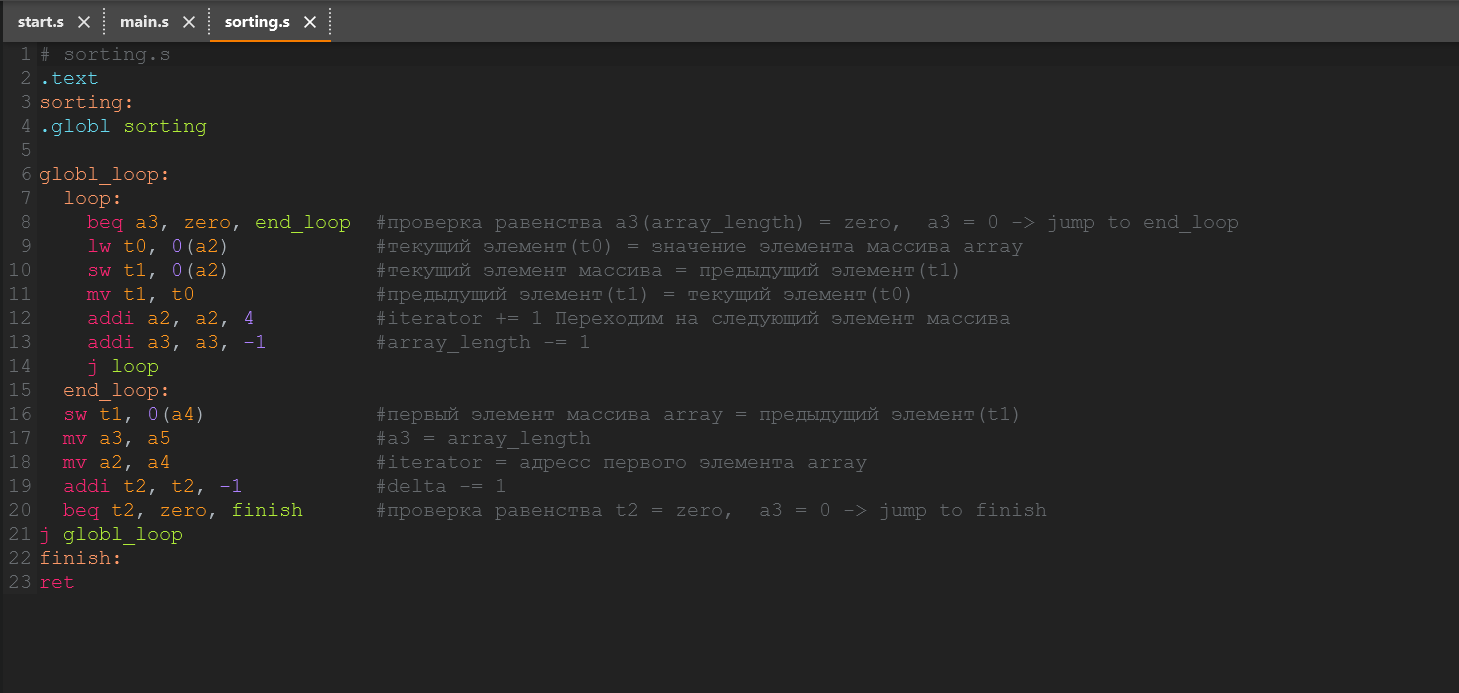 start.s × main.s × sorting.s ×
1 # sorting.s
2 .text
3 sorting:
4 .globl sorting
5
6 globl_loop:
7 loop:
8 beq a3, zero, end_loop #проверка равенства a3(array_length) = zero, a3 = 0 -> jump to end_loop
9 lw t0, 0(a2) #текущий элемент(t0) = значение элемента массива array
10 sw t1, 0(a2) #текущий элемент массива = предыдущий элемент(t1)
11 mv t1, t0 #предыдущий элемент(t1) = текущий элемент(t0)
12 addi a2, a2, 4 #iterator += 1 Переходим на следующий элемент массива
13 addi a3, a3, -1 #array_length -= 1
14 j loop
15 end_loop:
16 sw t1, 0(a4) #первый элемент массива array = предыдущий элемент(t1)
17 mv a3, a5 #a3 = array_length
18 mv a2, a4 #iterator = адресс первого элемента array
19 addi t2, t2, -1 #delta -= 1
20 beq t2, zero, finish #проверка равенства t2 = zero, a3 = 0 -> jump to finish
21 j globl_loop
22 finish:
23 ret